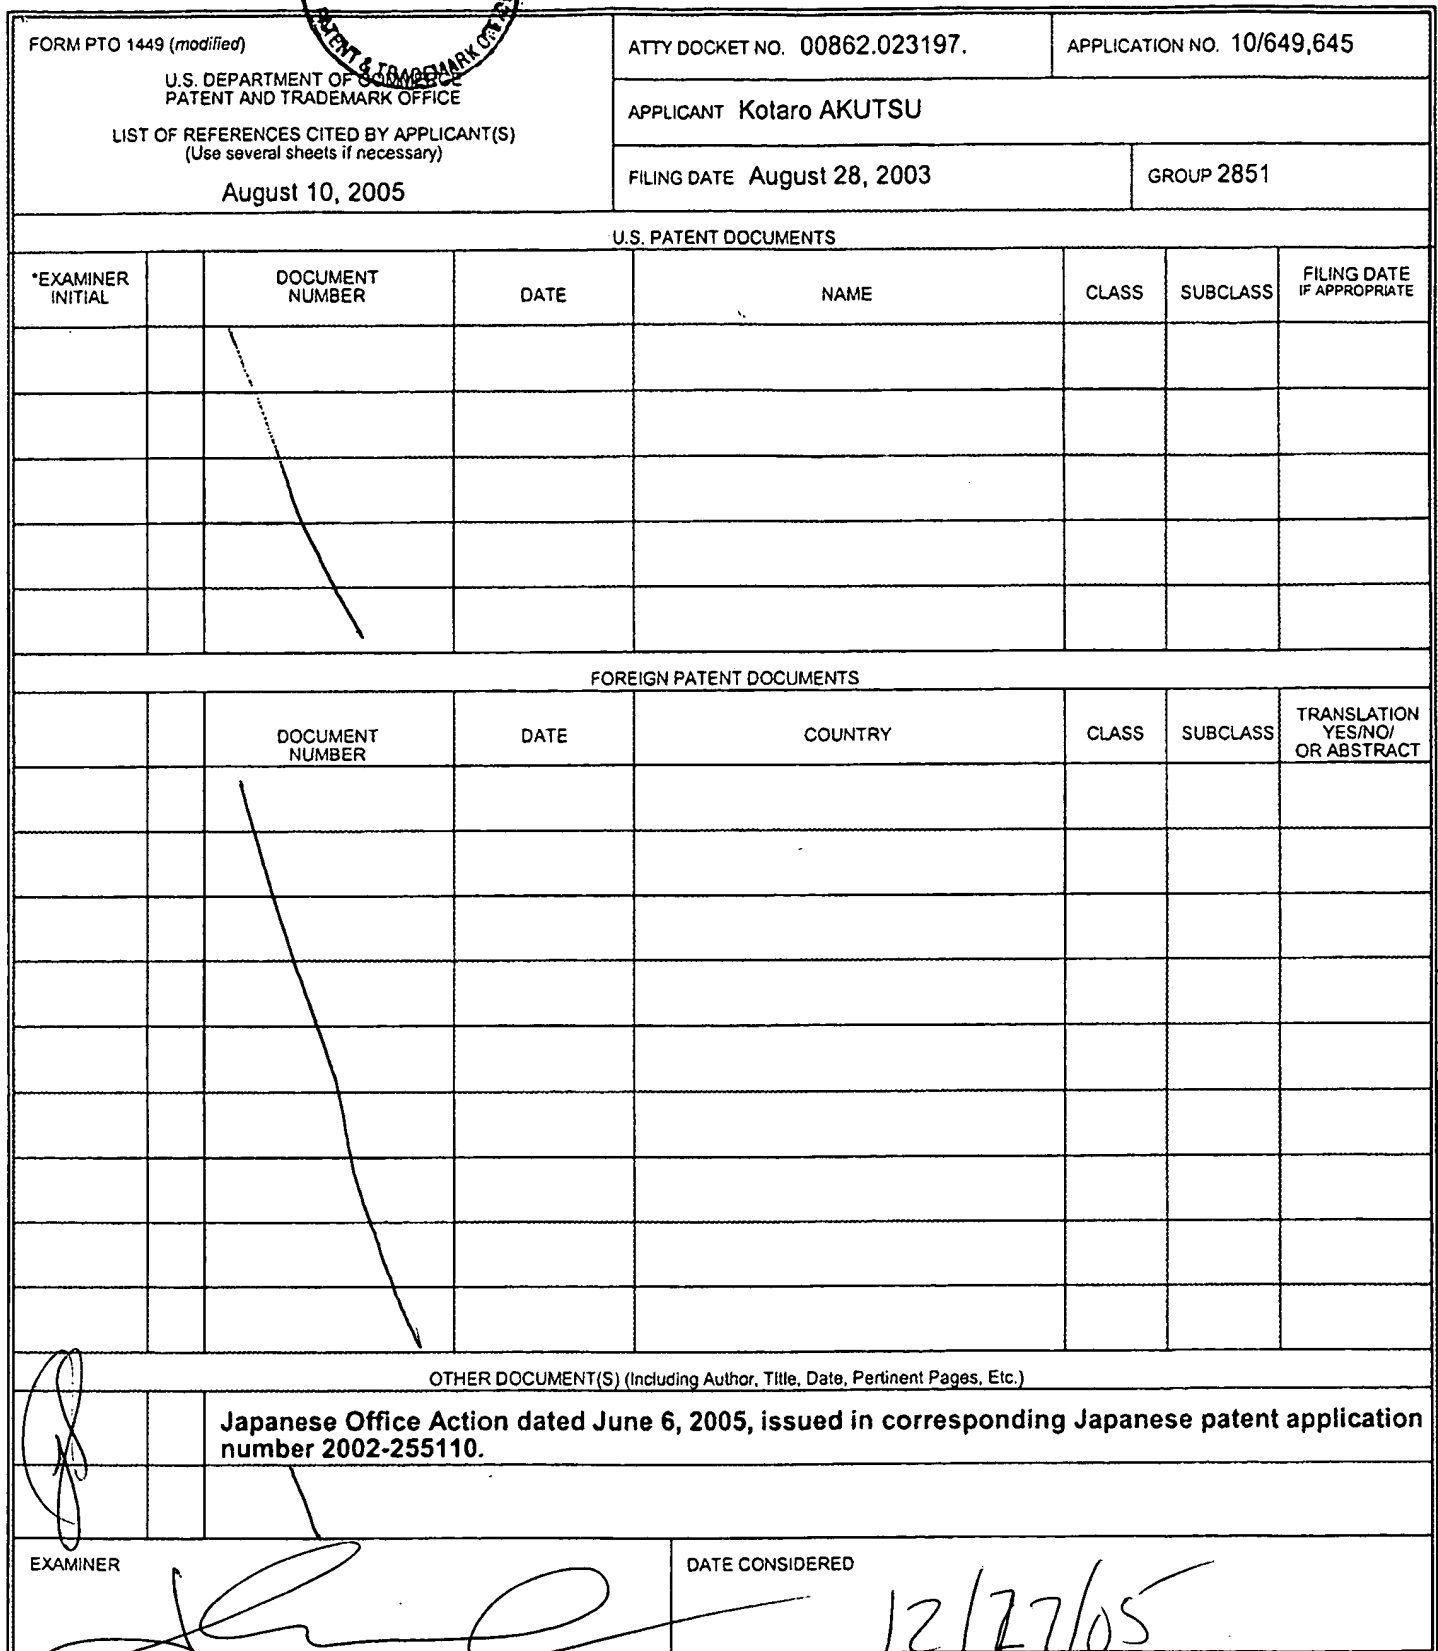 PATENT & TRADEMARK OFFICE
FORM PTO 1449 (modified)
U.S. DEPARTMENT OF COMMERCE
PATENT AND TRADEMARK OFFICE
LIST OF REFERENCES CITED BY APPLICANT(S)
(Use several sheets if necessary)
August 10, 2005
ATTY DOCKET NO. 00862.023197.
APPLICATION NO. 10/649,645
APPLICANT Kotaro AKUTSU
FILING DATE August 28, 2003
GROUP 2851
U.S. PATENT DOCUMENTS
*EXAMINER
INITIAL
DOCUMENT
NUMBER
DATE
NAME
CLASS
SUBCLASS
FILING DATE
IF APPROPRIATE
FOREIGN PATENT DOCUMENTS
DOCUMENT
NUMBER
DATE
COUNTRY
CLASS
SUBCLASS
TRANSLATION
YES/NO/
OR ABSTRACT
OTHER DOCUMENT(S) (Including Author, Title, Date, Pertinent Pages, Etc.)
Japanese Office Action dated June 6, 2005, issued in corresponding Japanese patent application
number 2002-255110.
EXAMINER
DATE CONSIDERED
12/27/05